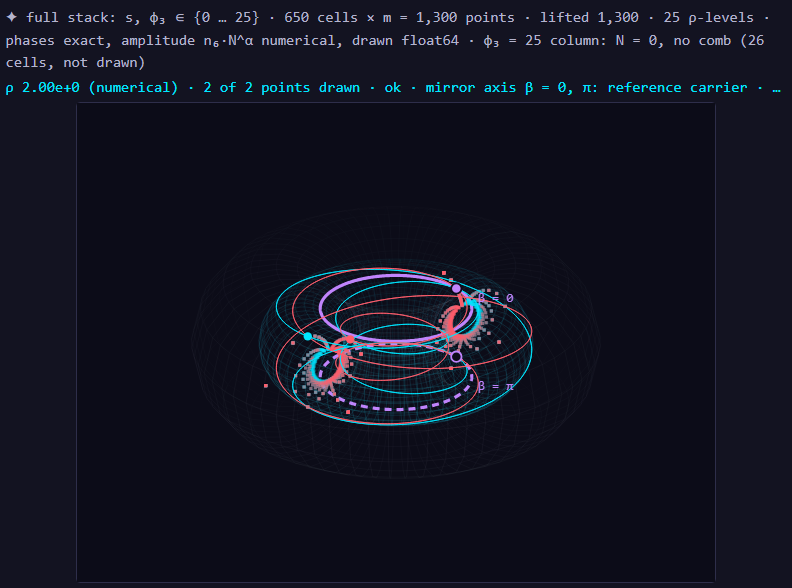 ✦ full stack: s, ϕ₃ ∈ {0 … 25} · 650 cells × m = 1,300 points · lifted 1,300 · 25 ρ-levels ·
phases exact, amplitude n₆·N^α numerical, drawn float64 · ϕ₃ = 25 column: N = 0, no comb (26
cells, not drawn)
ρ 2.00e+0 (numerical) · 2 of 2 points drawn · ok · mirror axis β = 0, π: reference carrier · …
β = 0
β = π